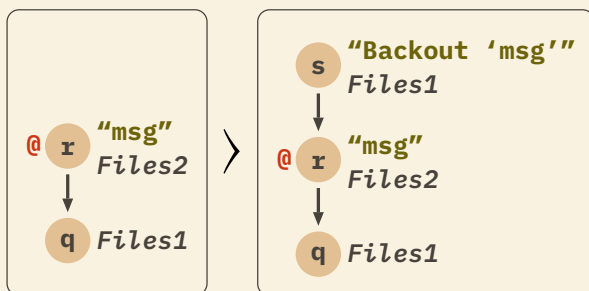 @ r “msg”
Files2
q Files1
s “Backout ‘msg’”
Files1
@ r “msg”
Files2
q Files1